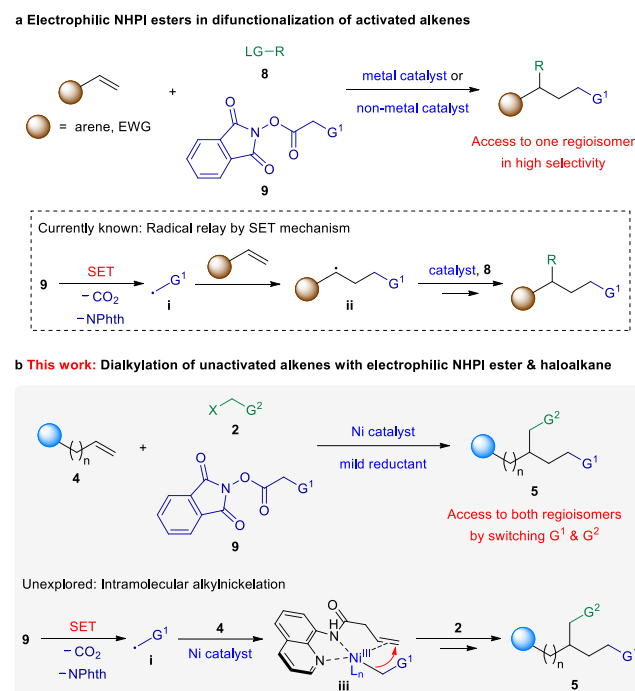 a Electrophilic NHPI esters in difunctionalization of activated alkenes
LG–R
8
+
metal catalyst or
non-metal catalyst
R
G¹
= arene, EWG
O
N
O
O
O
G¹
9
Access to one regioisomer
in high selectivity
Currently known: Radical relay by SET mechanism
9
SET
– CO₂
– NPhth
G¹
i
G¹
ii
catalyst, 8
R
G¹
b This work: Dialkylation of unactivated alkenes with electrophilic NHPI ester & haloalkane
X
G²
2
n
4
+
Ni catalyst
mild reductant
G²
n
G¹
5
O
N
O
O
O
G¹
9
Access to both regioisomers
by switching G¹ & G²
Unexplored: Intramolecular alkylnickelation
9
SET
– CO₂
– NPhth
G¹
i
4
Ni catalyst
O
H
N
N
Niᴵᴵᴵ
Lₙ
G¹
iii
2
G²
n
G¹
5